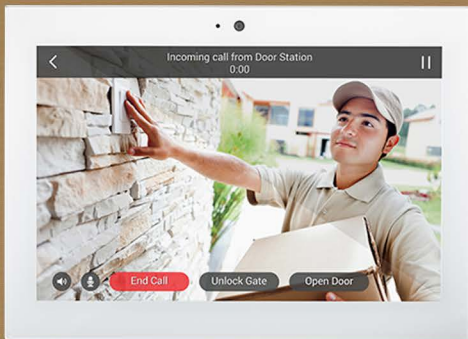 Incoming call from Door Station
0:00
End Call
Unlock Gate
Open Door